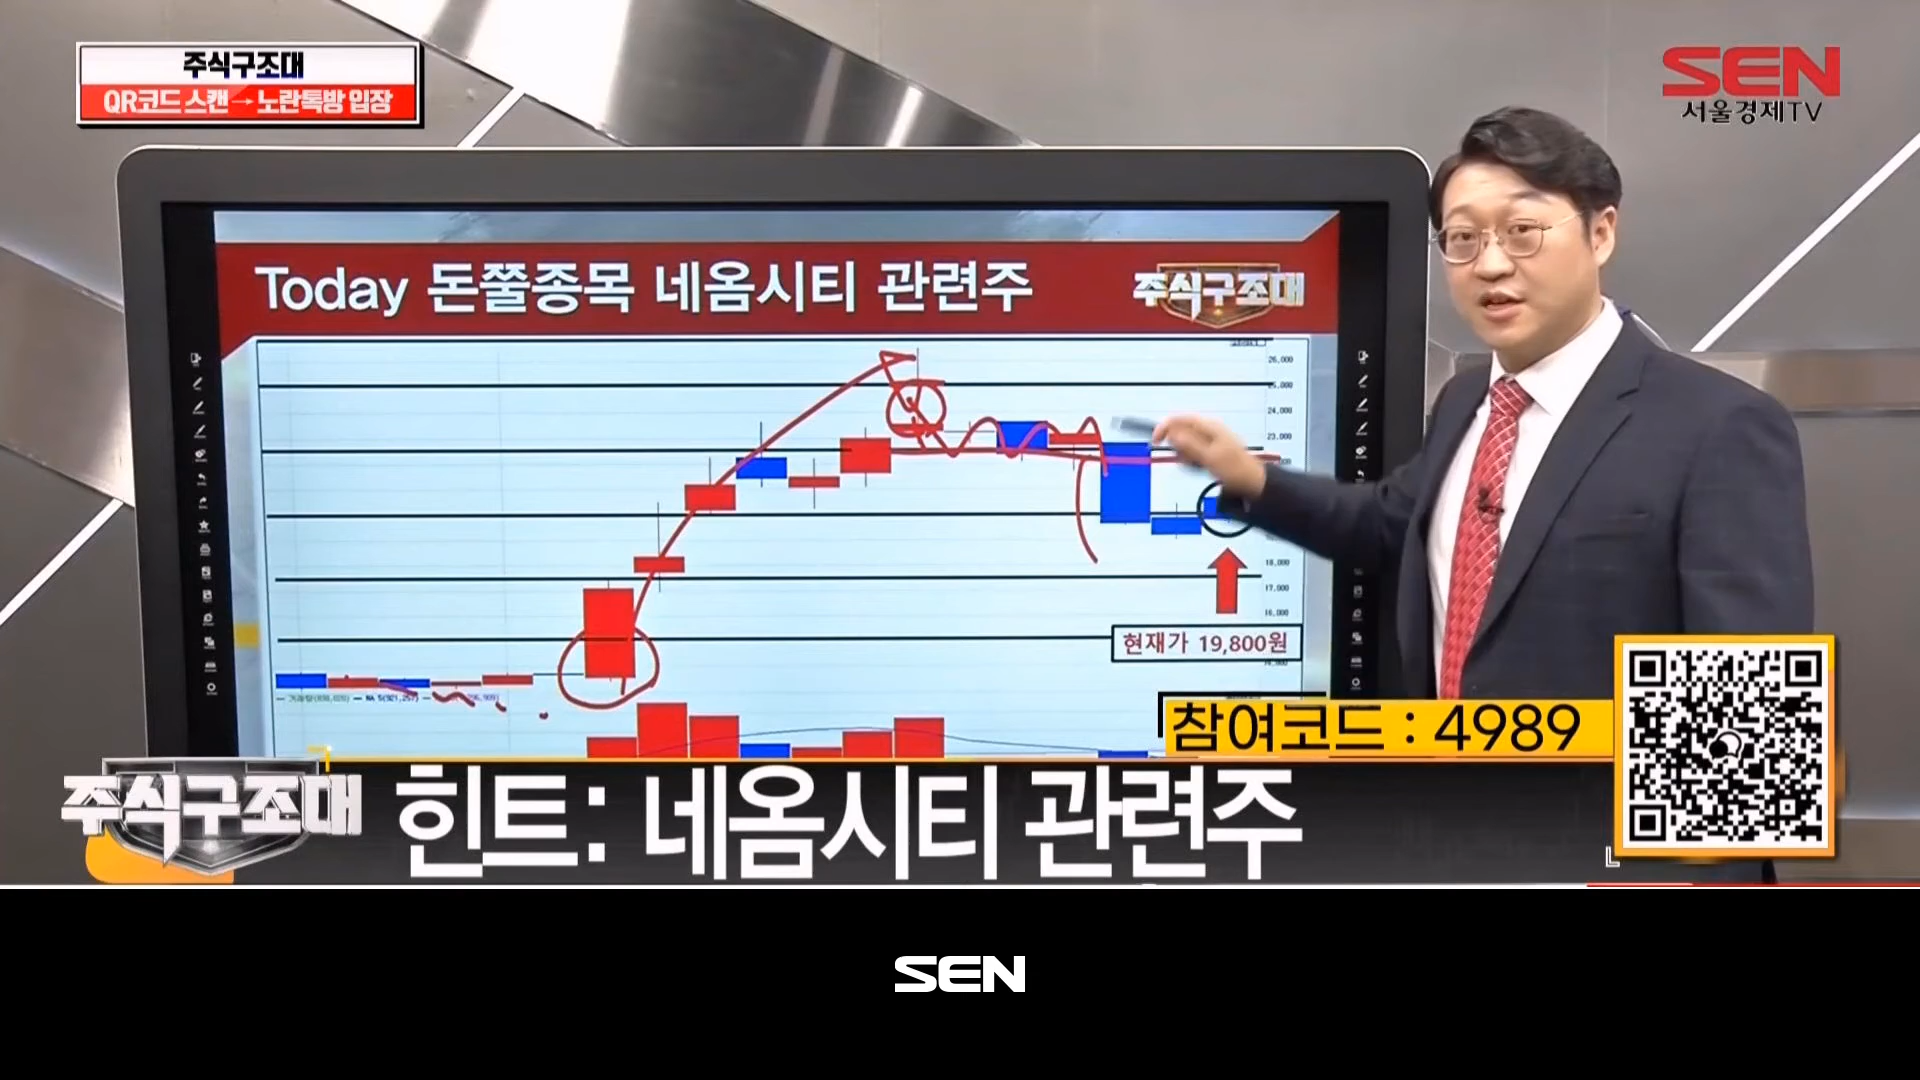 주식구조대
QR코드 스캔→노란톡방 입장
SEN
서울경제TV
Today 돈쭐종목 네옴시티 관련주
주식구조대
26,000
25,000
24,000
23,000
18,000
17,000
16,000
현재가 19,800원
참여코드 : 4989
주식구조대
힌트: 네옴시티 관련주
SEN